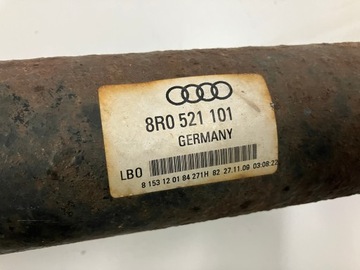 8R0 521 101
GERMANY
LBO
8 153 12 01 84 271H 82 27.11.09 03:08:22